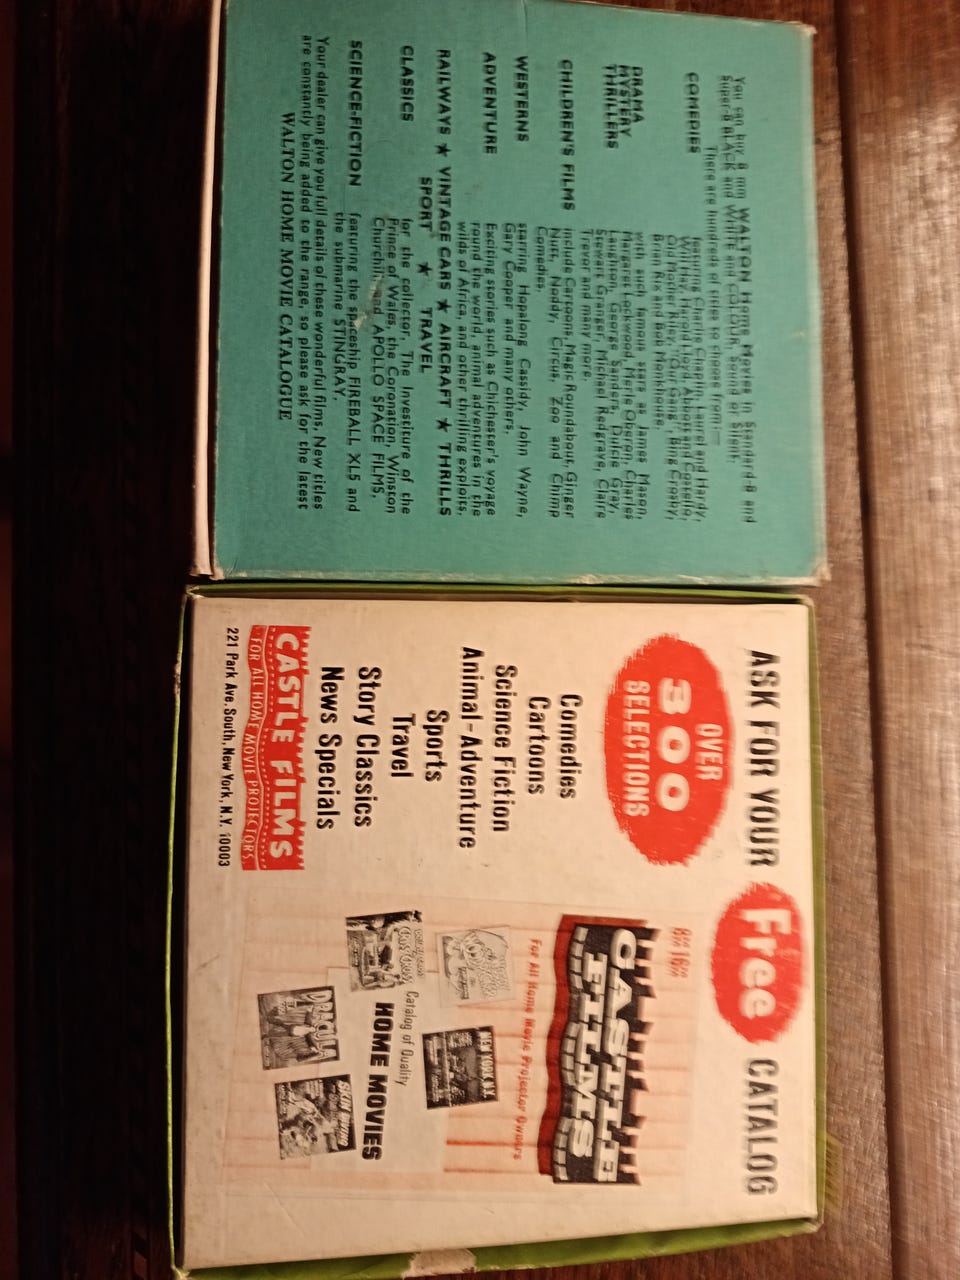 You can buy 8 mm WALTON Home Movies in Standard-8 and
Super-8 BLACK and WHITE and COLOUR, Sound or Silent.
There are hundreds of titles to choose from:—
COMEDIES
featuring Charlie Chaplin, Laurel and Hardy,
Will Hay, Harold Lloyd, Abbott and Costello,
Old Mother Riley, "Our Gang", Bing Crosby,
Brian Rix and Bob Monkhouse.
DRAMA
MYSTERY
THRILLERS
with such famous stars as James Mason,
Margaret Lockwood, Merle Oberon, Charles
Laughton, George Sanders, Dulcie Gray,
Stewart Granger, Michael Redgrave, Claire
Trevor and many more.
CHILDREN'S FILMS
include Cartoons, Magic Roundabout, Ginger
Nutt, Noddy, Circus, Zoo and Chimp
Comedies.
WESTERNS
starring Hopalong Cassidy, John Wayne,
Gary Cooper and many others.
ADVENTURE
Exciting stories such as Chichester's voyage
round the world, animal adventures in the
wilds of Africa, and other thrilling exploits.
RAILWAYS ★ VINTAGE CARS ★ AIRCRAFT ★ THRILLS
SPORT ★ TRAVEL
CLASSICS
for the collector, The Investiture of the
Prince of Wales, the Coronation, Winston
Churchill and APOLLO SPACE FILMS.
SCIENCE-FICTION
featuring the spaceship FIREBALL XL5 and
the submarine STINGRAY.
Your dealer can give you full details of these wonderful films. New titles
are constantly being added to the range, so please ask for the latest
WALTON HOME MOVIE CATALOGUE
ASK FOR YOUR Free CATALOG
OVER
300
SELECTIONS
Comedies
Cartoons
Science Fiction
Animal-Adventure
Sports
Travel
Story Classics
News Specials
CASTLE FILMS
FOR ALL HOME MOVIE PROJECTORS
221 Park Ave. South, New York, N.Y. 10003
8 16
CASTLE
FILMS
For All Home Movie Projector Owners
NEW YORK, N.Y.
Catalog of Quality
HOME MOVIES
DRACULA
SKIN DIVING